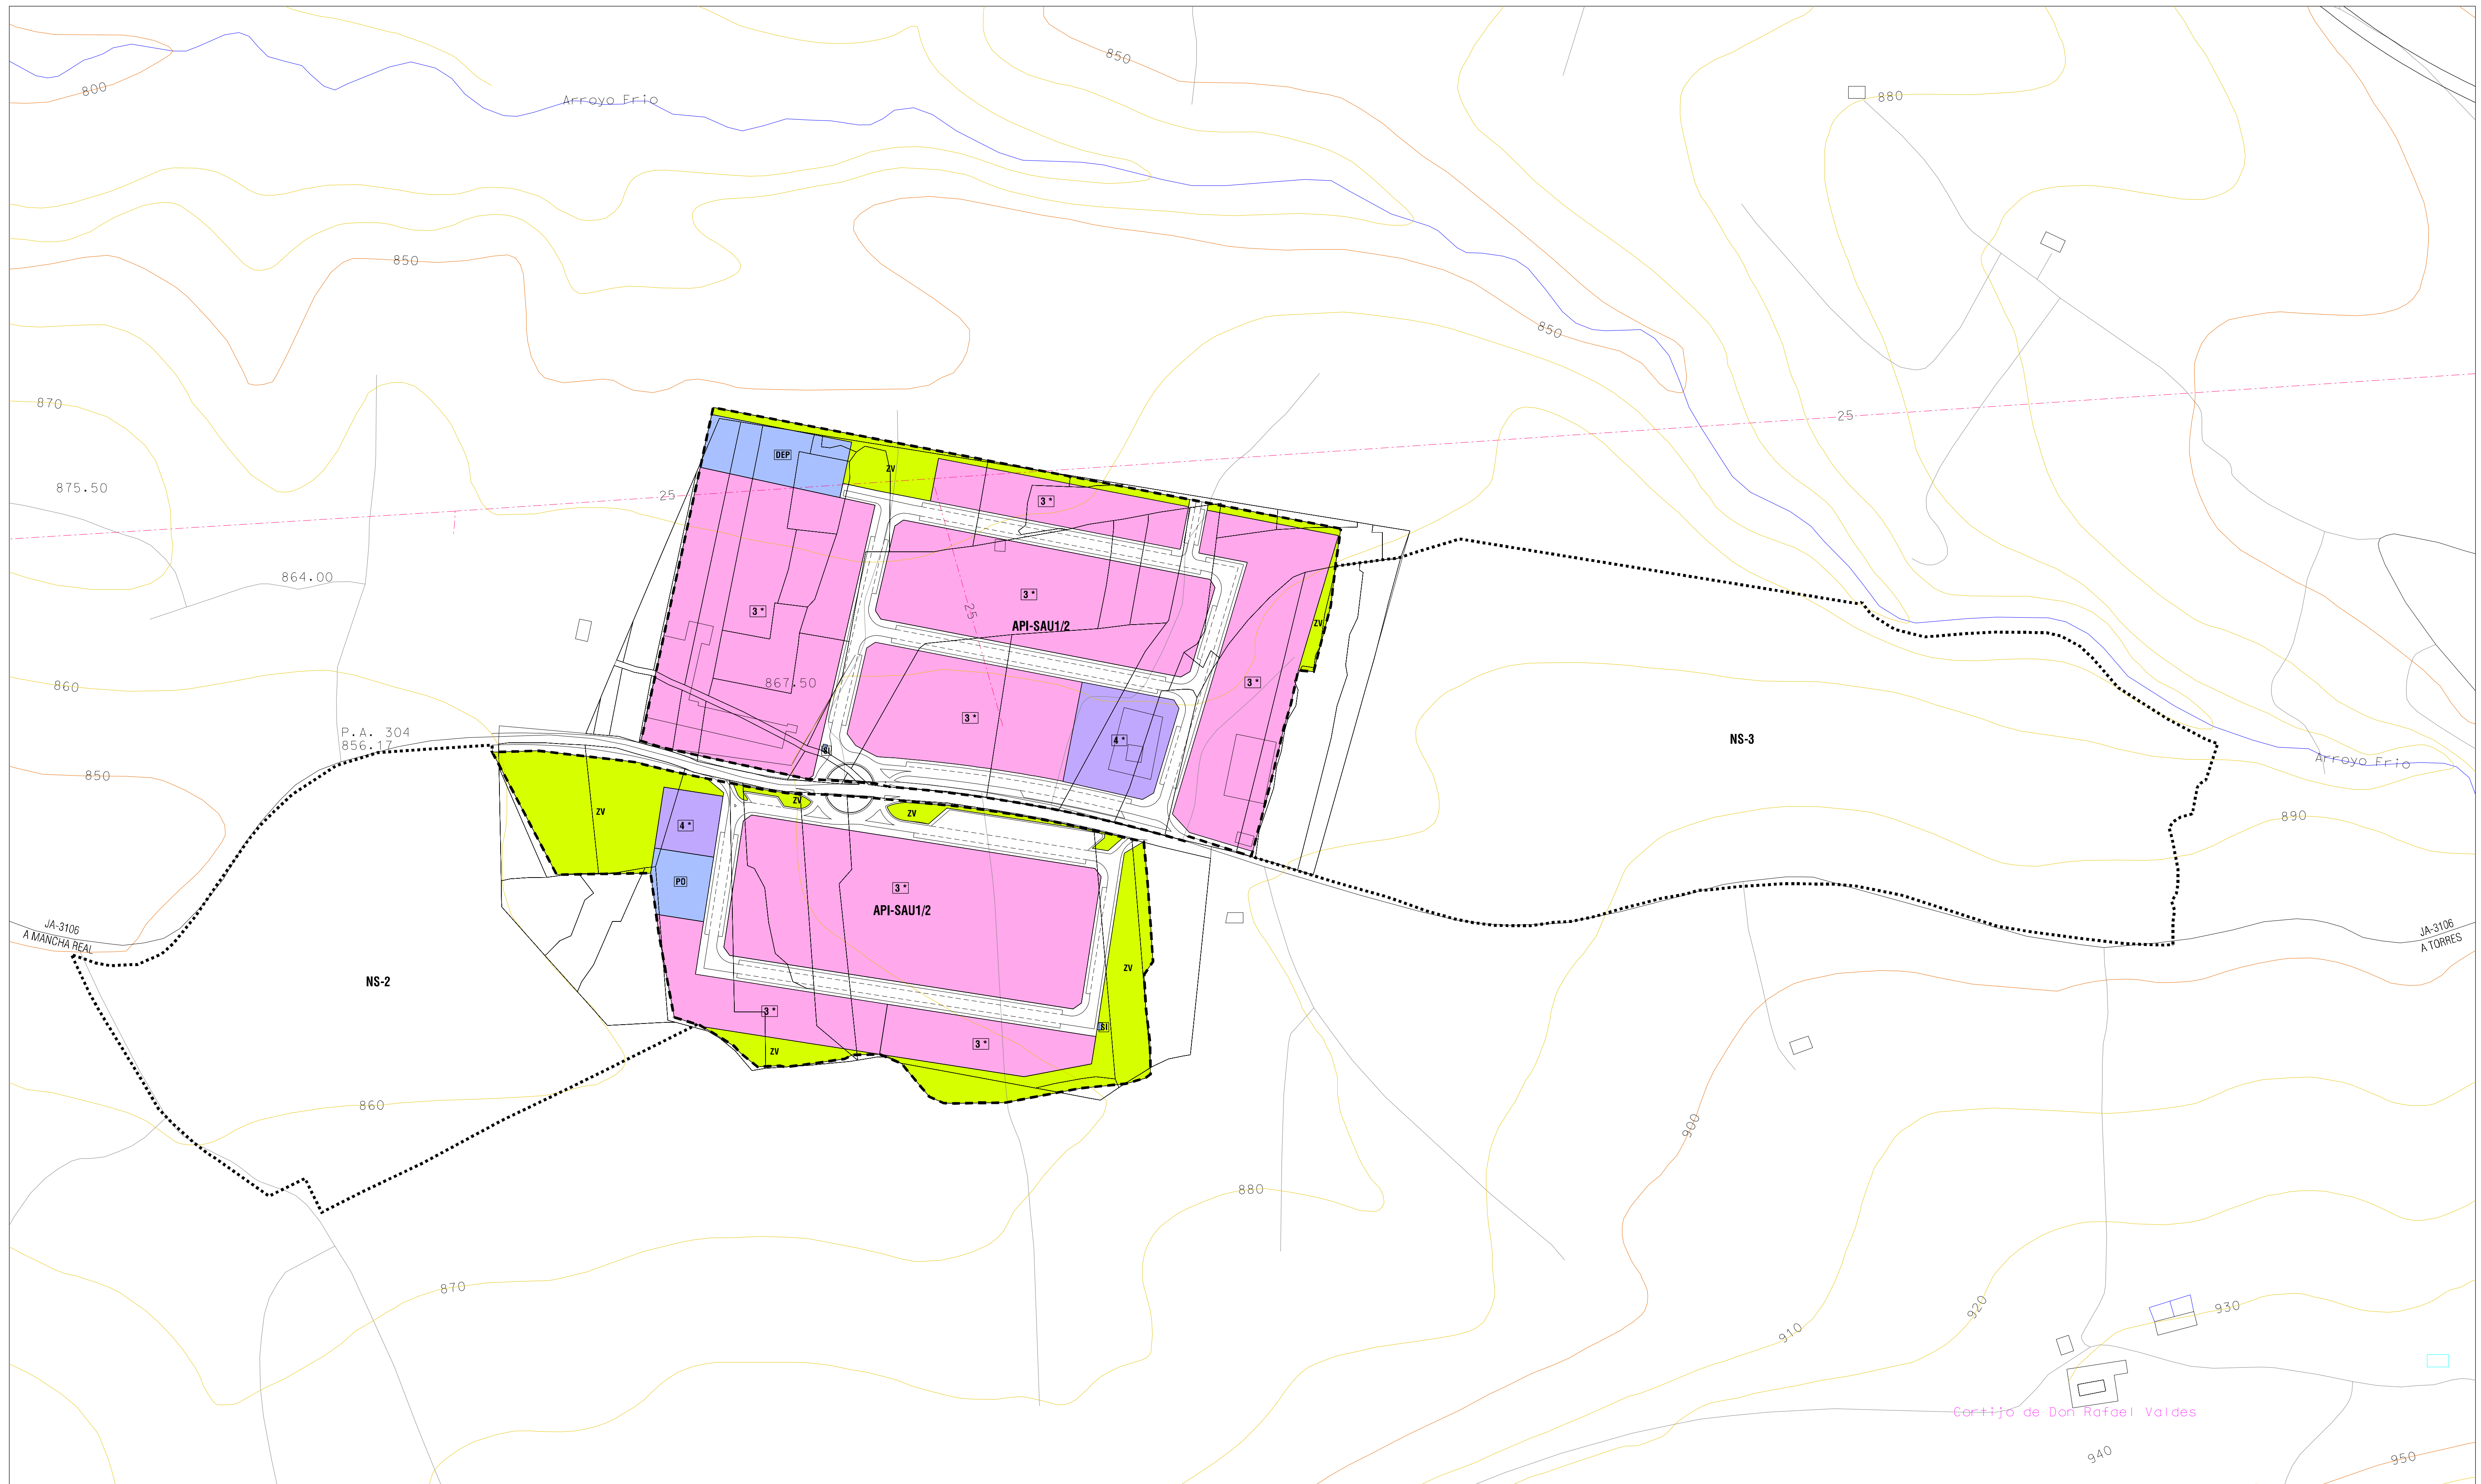 850
800
Arroyo Frio
880
850
850
870
25
DEP
ZV
875.50
25
3 *
864.00
3 *
25
3 *
API-SAU1/2
ZV
860
867.50
3 *
3 *
P.A. 304
856.17
4 *
NS-3
Arroyo Frio
850
ZV
ZV
ZV
890
4 *
PO
3 *
API-SAU1/2
JA-3106
A MANCHA REAL
JA-3106
A TORRES
ZV
NS-2
3 *
SI
3 *
ZV
860
900
880
870
920
930
910
Cortijo de Don Rafael Valdes
940
950